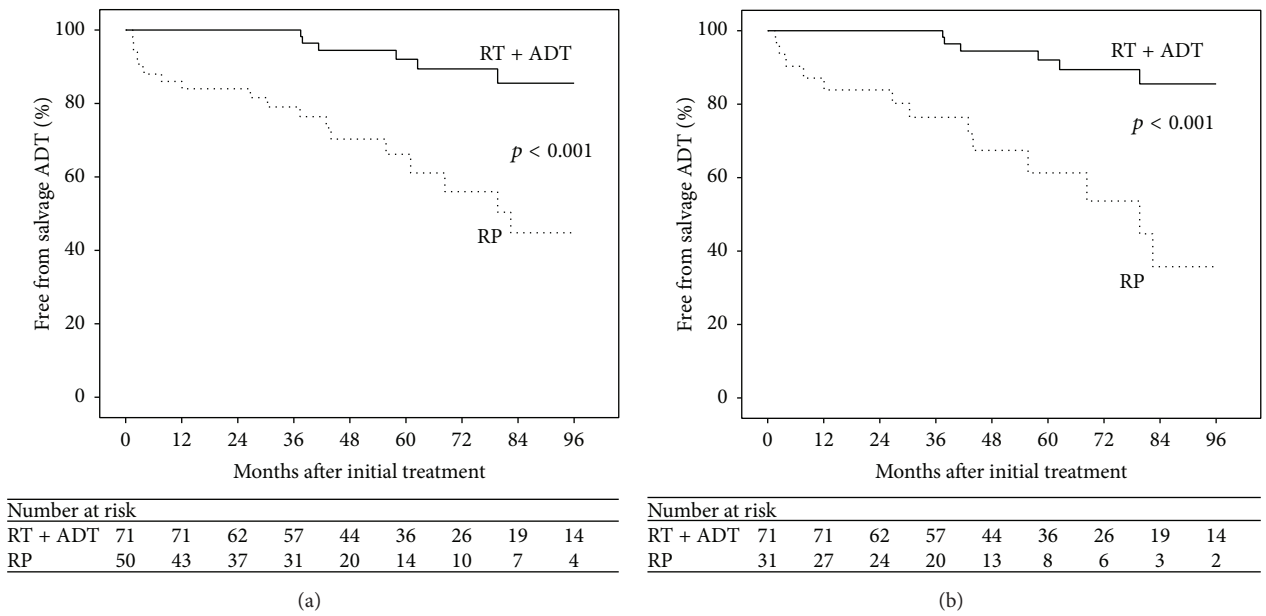 100
80
60
40
20
0
Free from salvage ADT (%)
RT + ADT
p < 0.001
RP
0 12 24 36 48 60 72 84 96
Months after initial treatment
Number at risk
RT + ADT 71 71 62 57 44 36 26 19 14
RP 50 43 37 31 20 14 10 7 4
(a)
100
80
60
40
20
0
Free from salvage ADT (%)
RT + ADT
p < 0.001
RP
0 12 24 36 48 60 72 84 96
Months after initial treatment
Number at risk
RT + ADT 71 71 62 57 44 36 26 19 14
RP 31 27 24 20 13 8 6 3 2
(b)